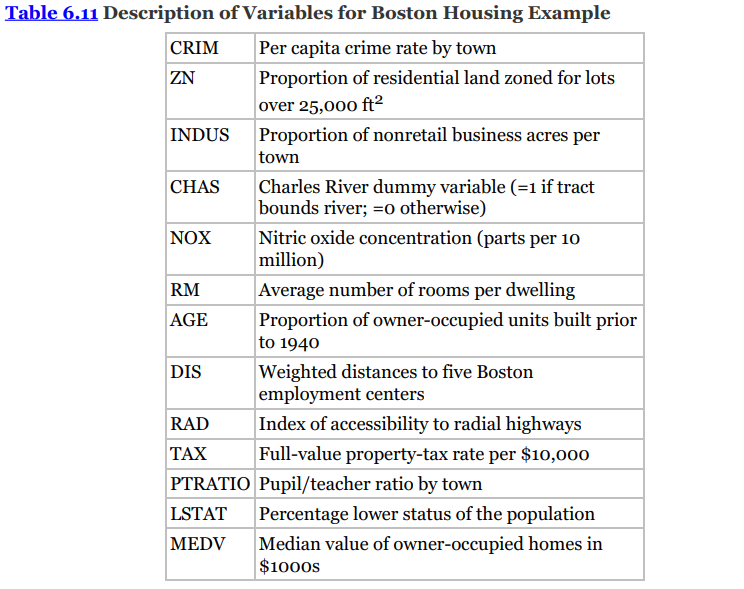 Table 6.11 Description of Variables for Boston Housing Example
CRIM Per capita crime rate by town
ZN Proportion of residential land zoned for lots
over 25,000 ft²
INDUS Proportion of nonretail business acres per
town
CHAS Charles River dummy variable (=1 if tract
bounds river; =0 otherwise)
NOX Nitric oxide concentration (parts per 10
million)
RM Average number of rooms per dwelling
AGE Proportion of owner-occupied units built prior
to 1940
DIS Weighted distances to five Boston
employment centers
RAD Index of accessibility to radial highways
TAX Full-value property-tax rate per $10,000
PTRATIO Pupil/teacher ratio by town
LSTAT Percentage lower status of the population
MEDV Median value of owner-occupied homes in
$1000s